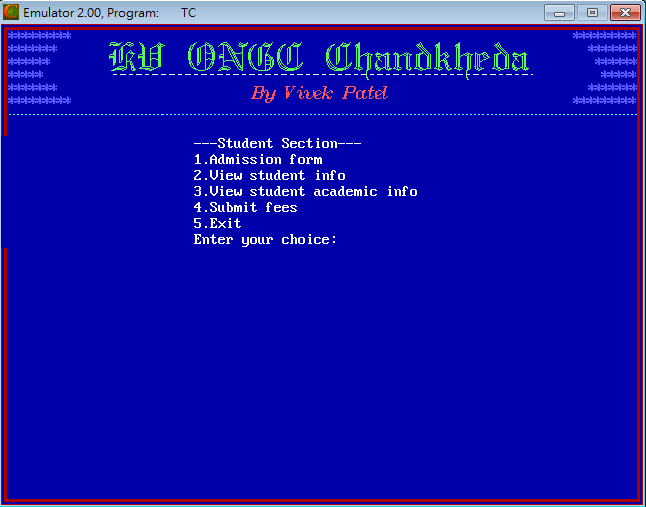 Emulator 2.00, Program: TC
KV ONGC Chandkheda
By Vivek Patel
---Student Section---
1.Admission form
2.View student info
3.View student academic info
4.Submit fees
5.Exit
Enter your choice: